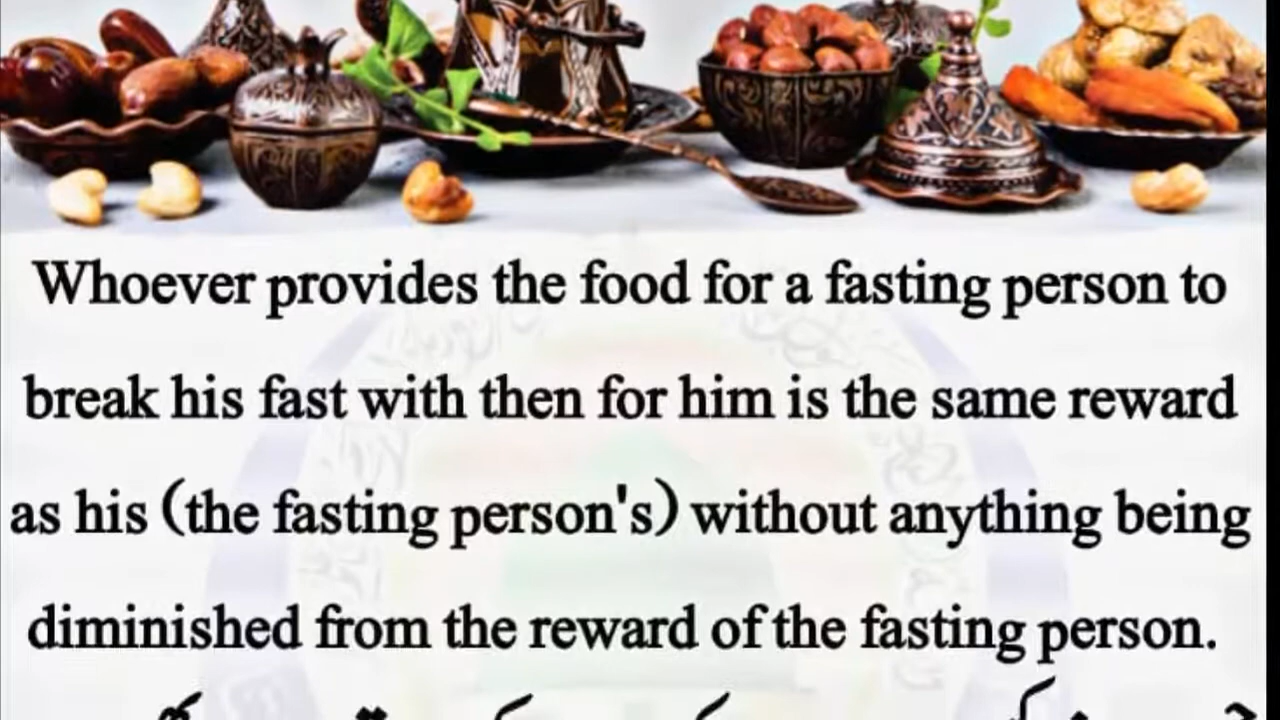 Whoever provides the food for a fasting person to
break his fast with then for him is the same reward
as his (the fasting person's) without anything being
diminished from the reward of the fasting person.